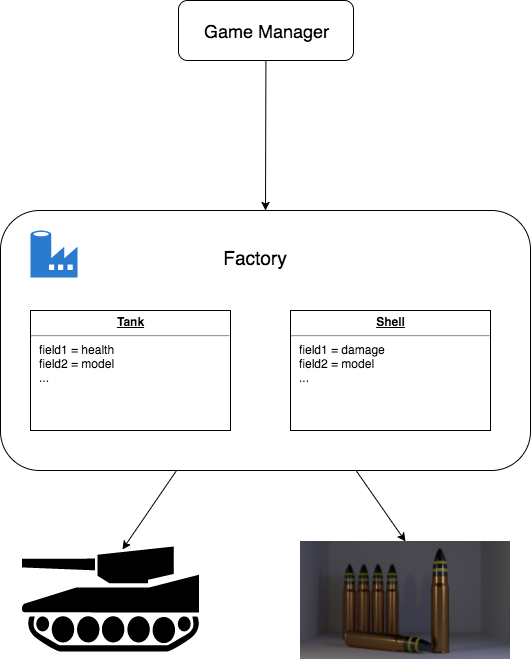 Game Manager
Factory
Tank
field1 = health
field2 = model
...
Shell
field1 = damage
field2 = model
...